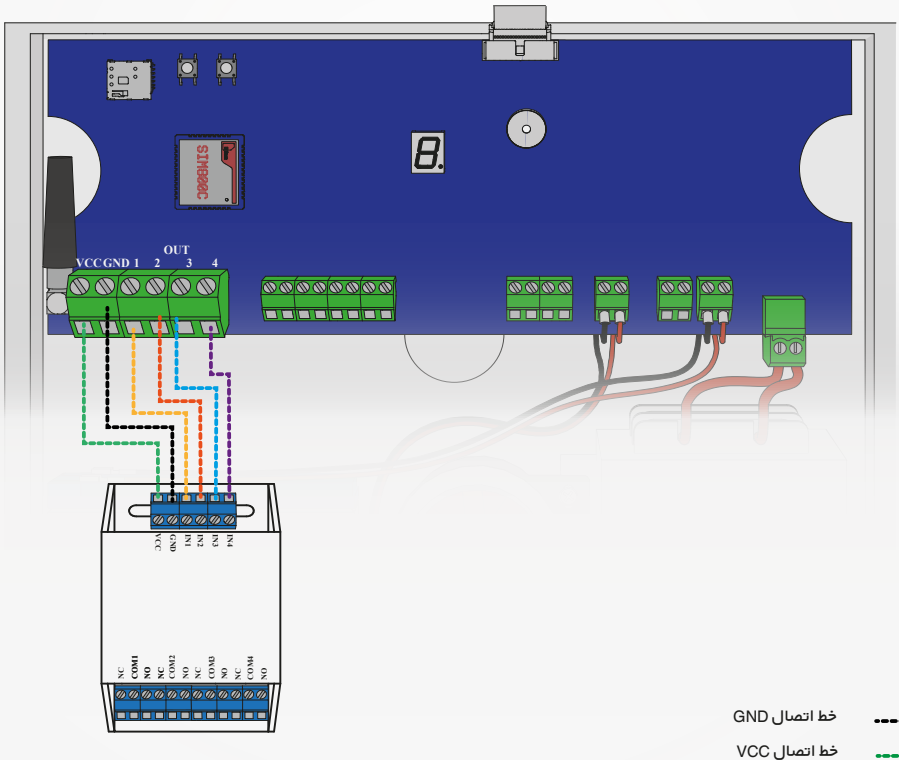 SIM800C
8.
OUT
VCC GND 1 2 3 4
VCC GND IN1 IN2 IN3 IN4
NC COM1 NO NC COM2 NO NC COM3 NO NC COM4 NO
خط اتصال GND
خط اتصال VCC